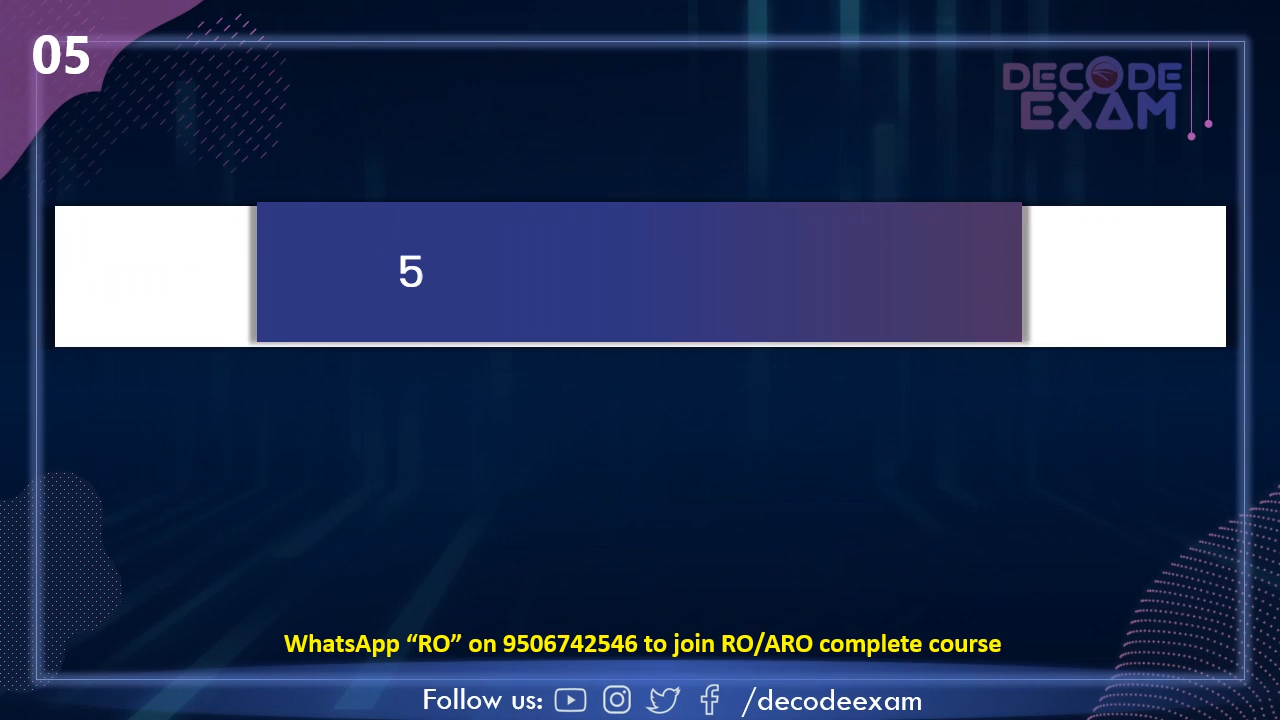 05
DECODE
EXAM
5
WhatsApp “RO” on 9506742546 to join RO/ARO complete course
Follow us: /decodeexam